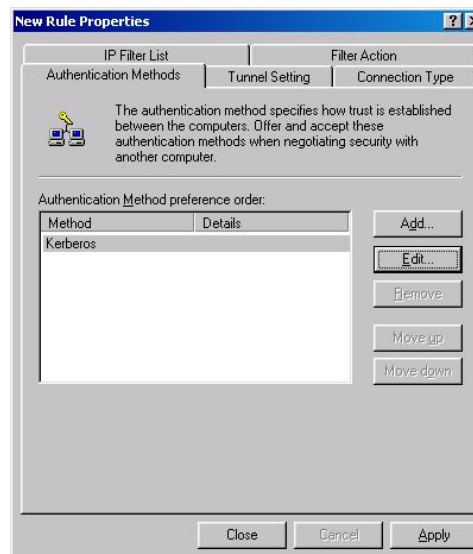 New Rule Properties
IP Filter List Filter Action
Authentication Methods Tunnel Setting Connection Type
The authentication method specifies how trust is established
between the computers. Offer and accept these
authentication methods when negotiating security with
another computer.
Authentication Method preference order:
Method Details
Kerberos
Add...
Edit...
Remove
Move up
Move down
Close Cancel Apply